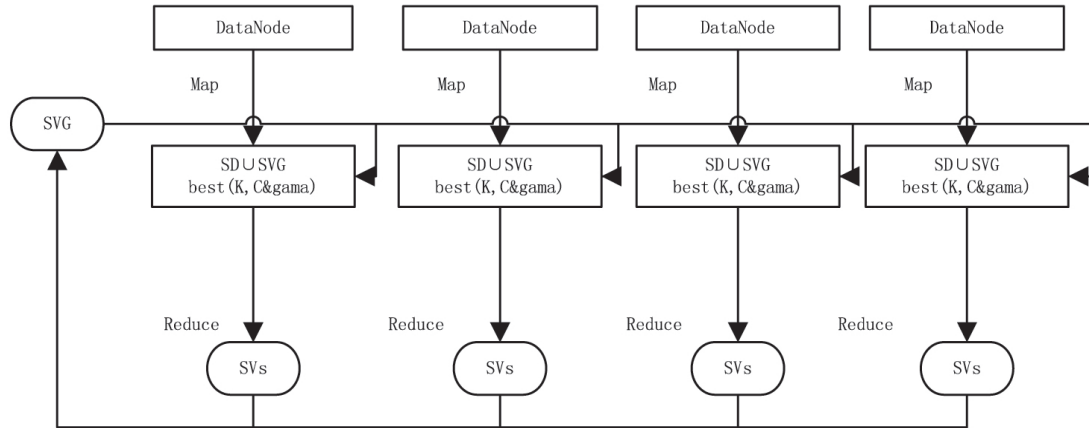 DataNode
DataNode
DataNode
DataNode
Map
Map
Map
Map
SVG
SD∪SVG
best(K,C&gama)
SD∪SVG
best(K,C&gama)
SD∪SVG
best(K,C&gama)
SD∪SVG
best(K,C&gama)
Reduce
Reduce
Reduce
Reduce
SVs
SVs
SVs
SVs